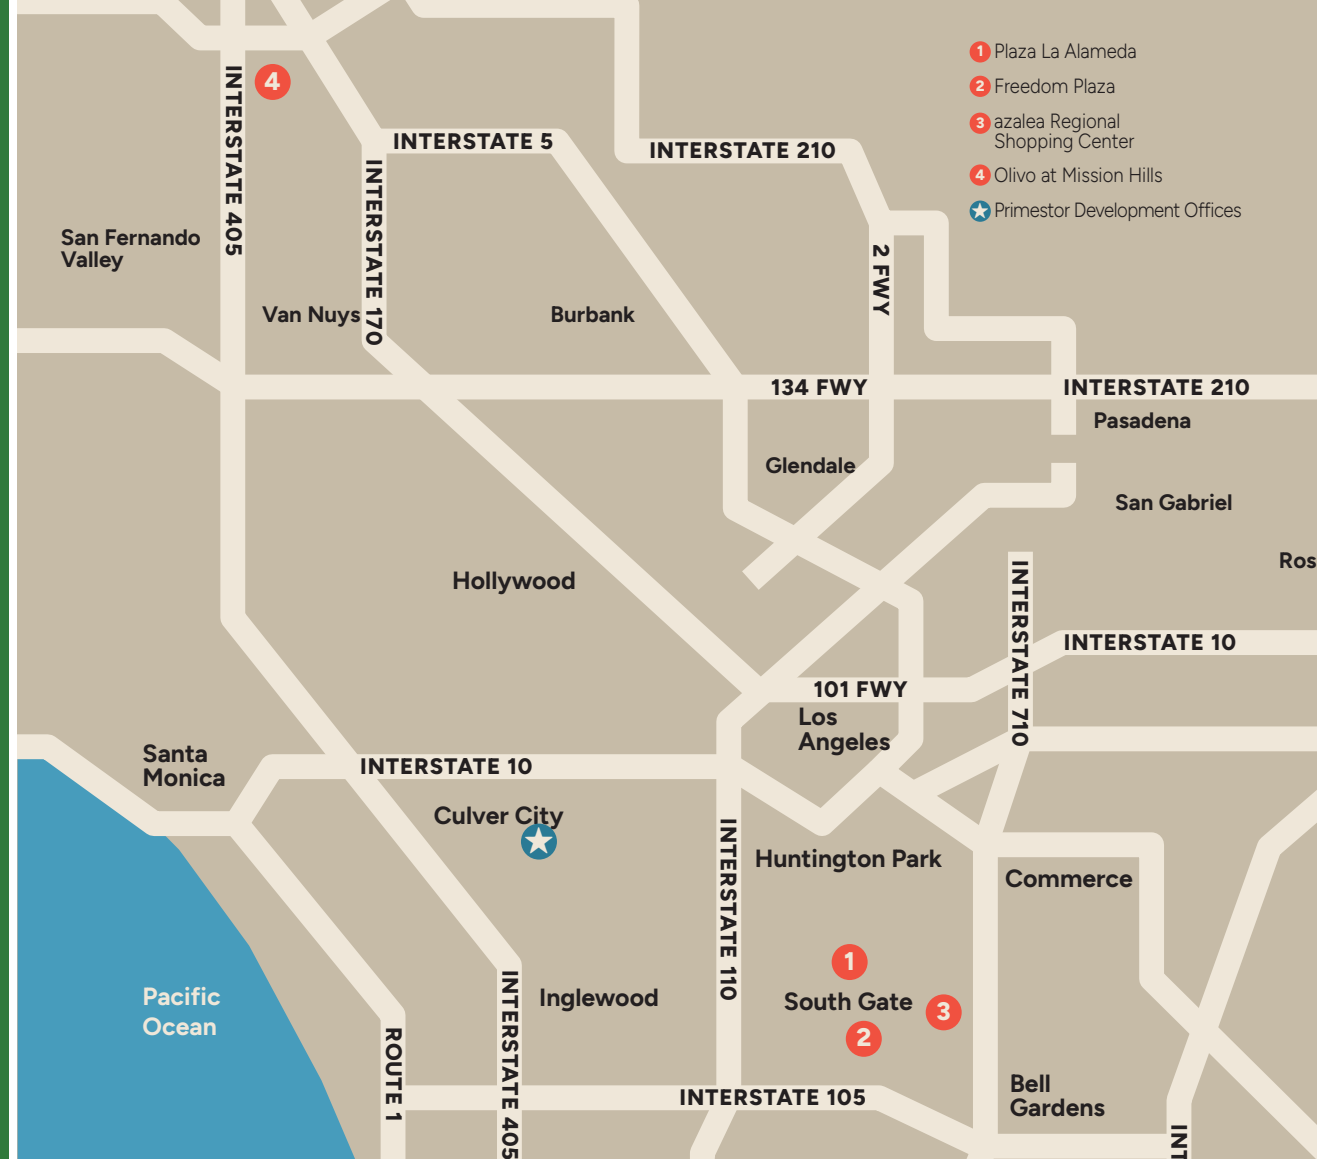 1 Plaza La Alameda
2 Freedom Plaza
3 azalea Regional
Shopping Center
4 Olivo at Mission Hills
Primestor Development Offices
4
INTERSTATE 405
INTERSTATE 5
INTERSTATE 210
INTERSTATE 170
San Fernando
Valley
2 FWY
Van Nuys
Burbank
134 FWY
INTERSTATE 210
Pasadena
Glendale
San Gabriel
Ros
Hollywood
INTERSTATE 710
INTERSTATE 10
101 FWY
Los
Angeles
Santa
Monica
INTERSTATE 10
Culver City
INTERSTATE 110
Huntington Park
Commerce
1
Pacific
Ocean
Inglewood
South Gate
3
2
INTERSTATE 405
ROUTE 1
INTERSTATE 105
Bell
Gardens
INT